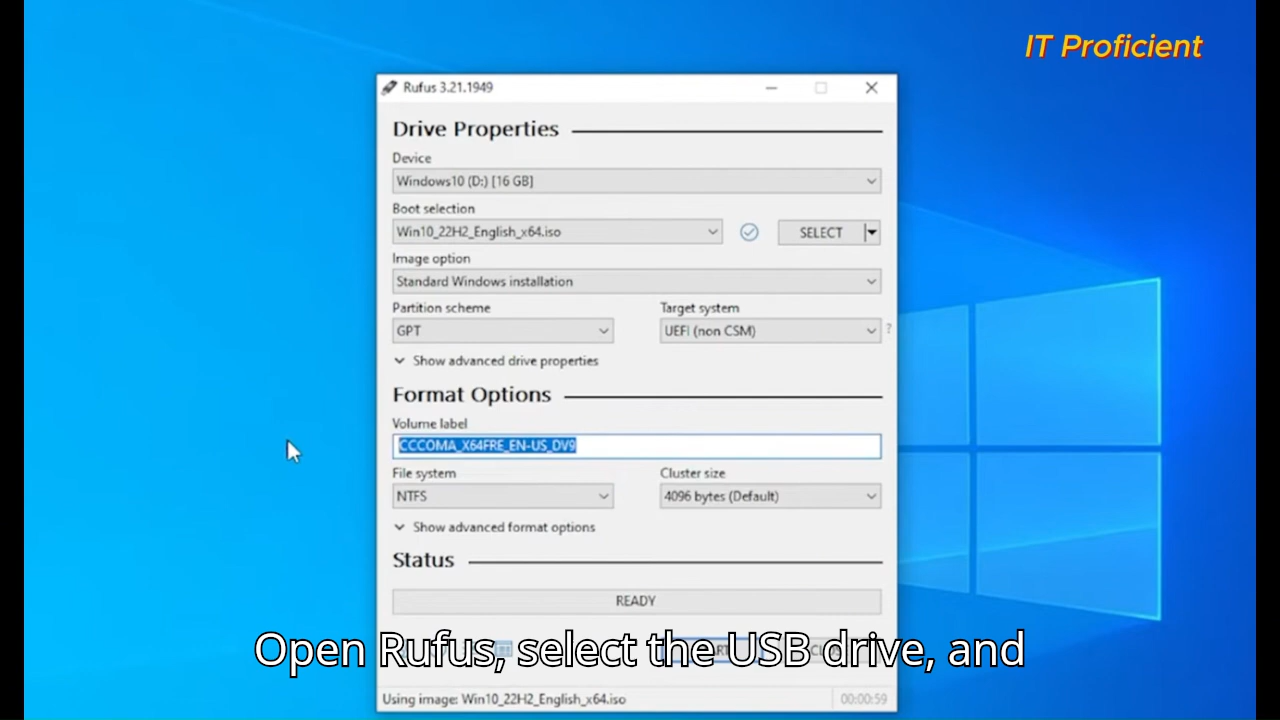 IT Proficient
Rufus 3.21.1949
Drive Properties
Device
Windows10 (D:) [16 GB]
Boot selection
Win10_22H2_English_x64.iso
SELECT
Image option
Standard Windows installation
Partition scheme
Target system
GPT
UEFI (non CSM)
?
Show advanced drive properties
Format Options
Volume label
CCCOMA_X64FRE_EN-US_DV9
File system
Cluster size
NTFS
4096 bytes (Default)
Show advanced format options
Status
READY
Open Rufus, select the USB drive, and
Using image: Win10_22H2_English_x64.iso
00:00:59